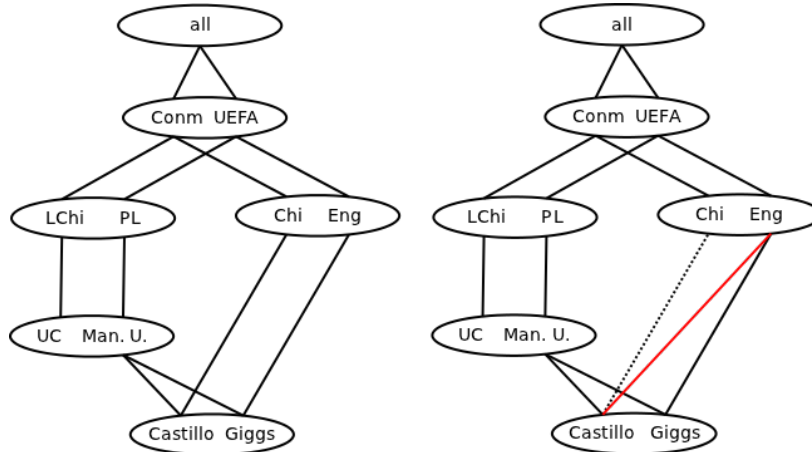 all
Conm UEFA
LChi PL
Chi Eng
UC Man. U.
Castillo Giggs
all
Conm UEFA
LChi PL
Chi Eng
UC Man. U.
Castillo Giggs